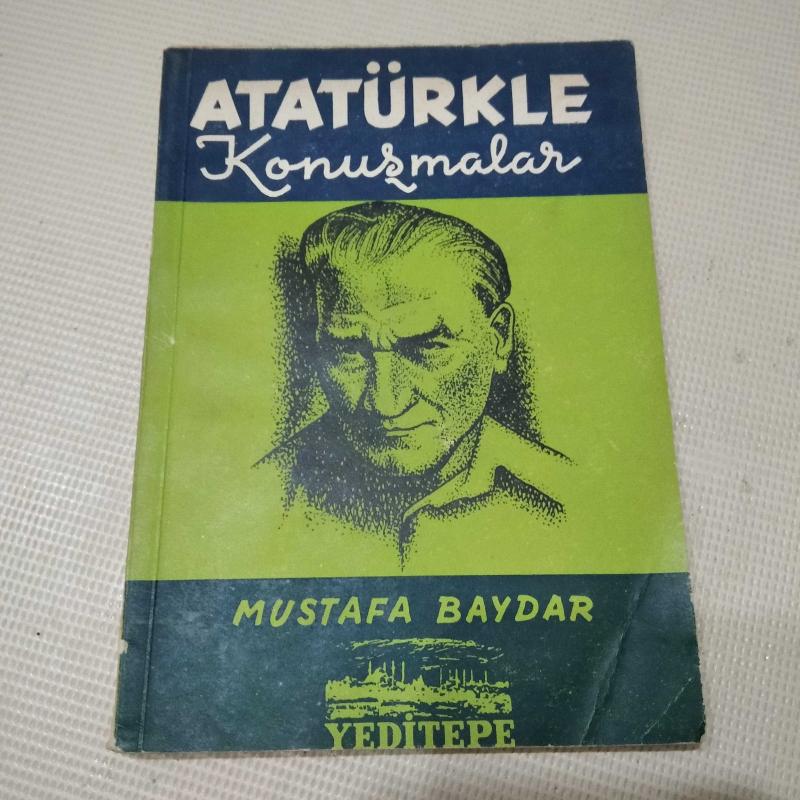 ATATÜRKLE
Konuşmalar
MUSTAFA BAYDAR
YEDİTEPE